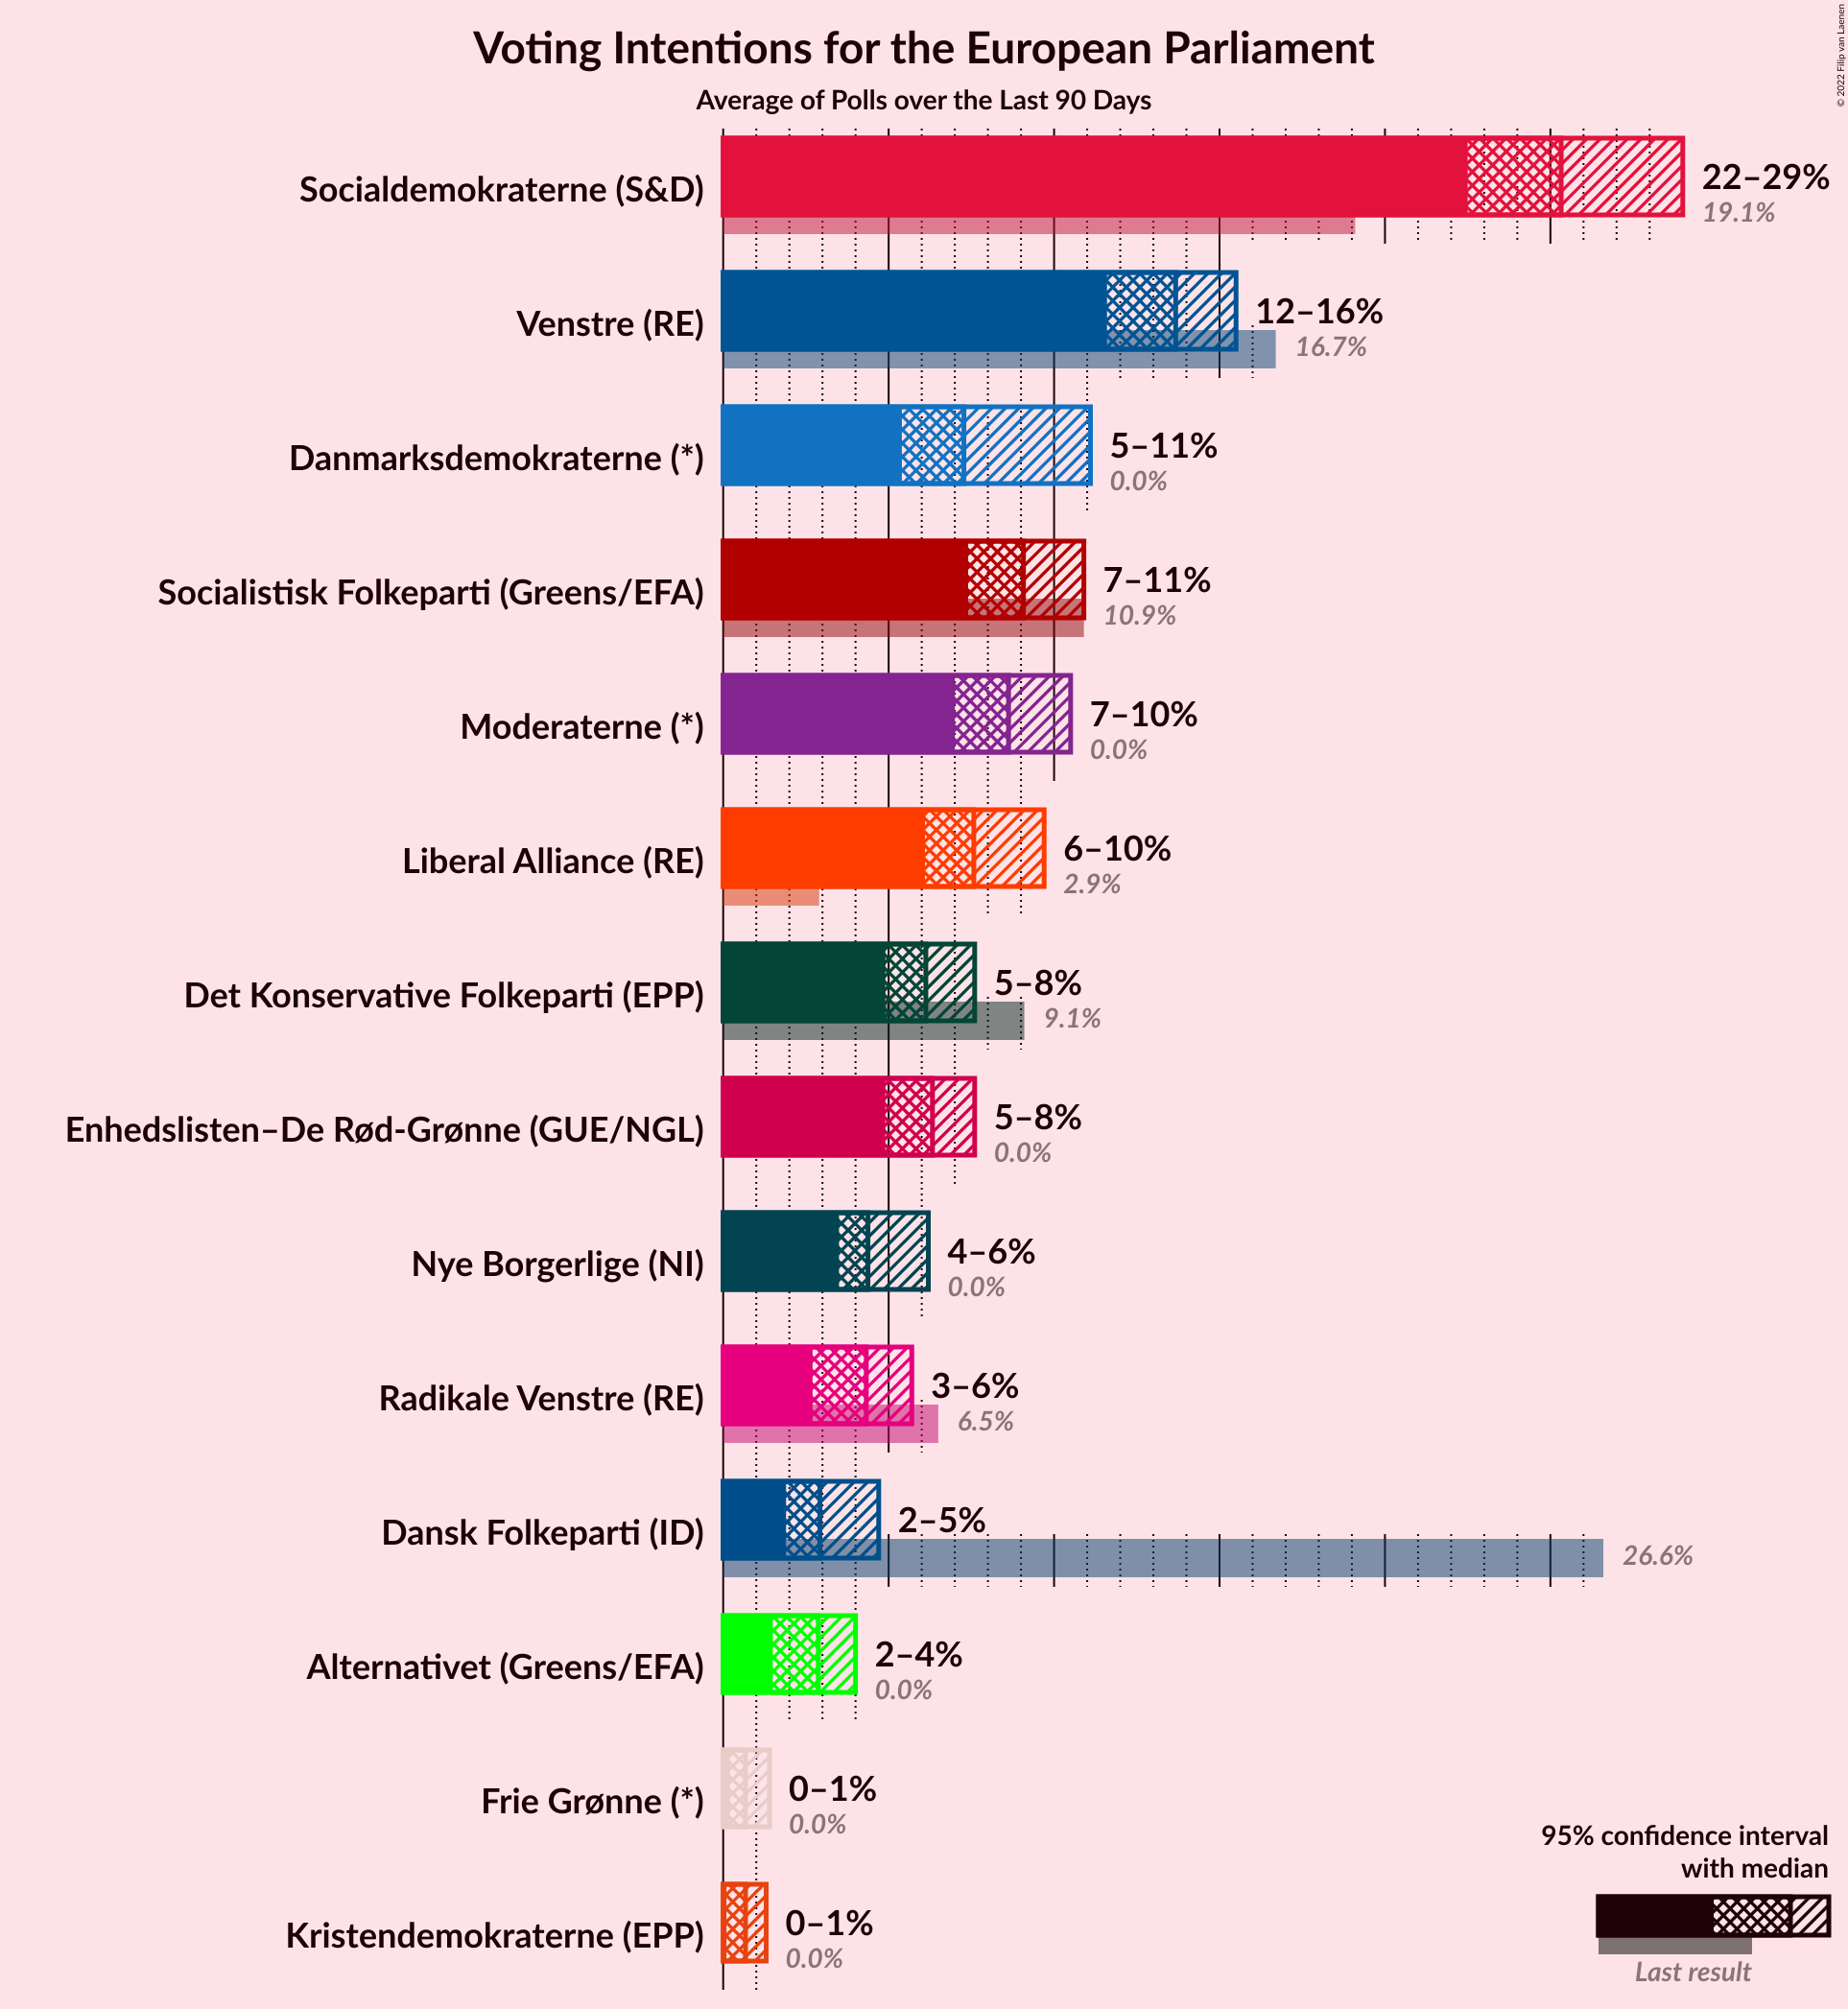 Voting Intentions for the European Parliament
Average of Polls over the Last 90 Days
© 2022 Filip van Laenen
Socialdemokraterne (S&D)
22–29%
19.1%
Venstre (RE)
12–16%
16.7%
Danmarksdemokraterne (*)
5–11%
0.0%
Socialistisk Folkeparti (Greens/EFA)
7–11%
10.9%
Moderaterne (*)
7–10%
0.0%
Liberal Alliance (RE)
6–10%
2.9%
Det Konservative Folkeparti (EPP)
5–8%
9.1%
Enhedslisten–De Rød-Grønne (GUE/NGL)
5–8%
0.0%
Nye Borgerlige (NI)
4–6%
0.0%
Radikale Venstre (RE)
3–6%
6.5%
Dansk Folkeparti (ID)
2–5%
26.6%
Alternativet (Greens/EFA)
2–4%
0.0%
Frie Grønne (*)
0–1%
0.0%
Kristendemokraterne (EPP)
0–1%
0.0%
95% confidence interval
with median
Last result